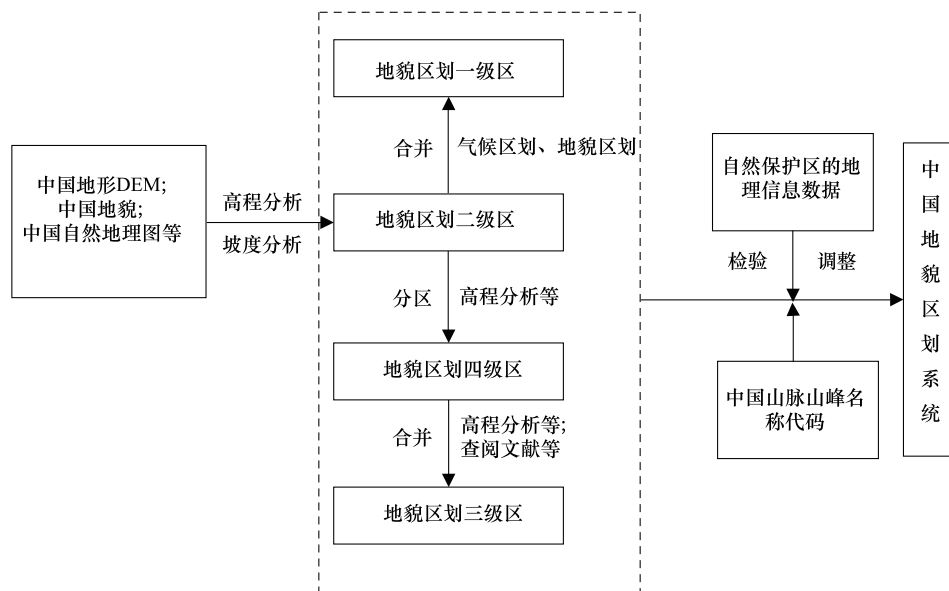 地貌区划一级区
合并
气候区划、地貌区划
中国地形DEM;
中国地貌;
中国自然地理图等
高程分析
坡度分析
地貌区划二级区
分区
高程分析等
地貌区划四级区
合并
高程分析等;
查阅文献等
地貌区划三级区
自然保护区的地
理信息数据
检验
调整
中国山脉山峰名
称代码
中国地貌区划系统